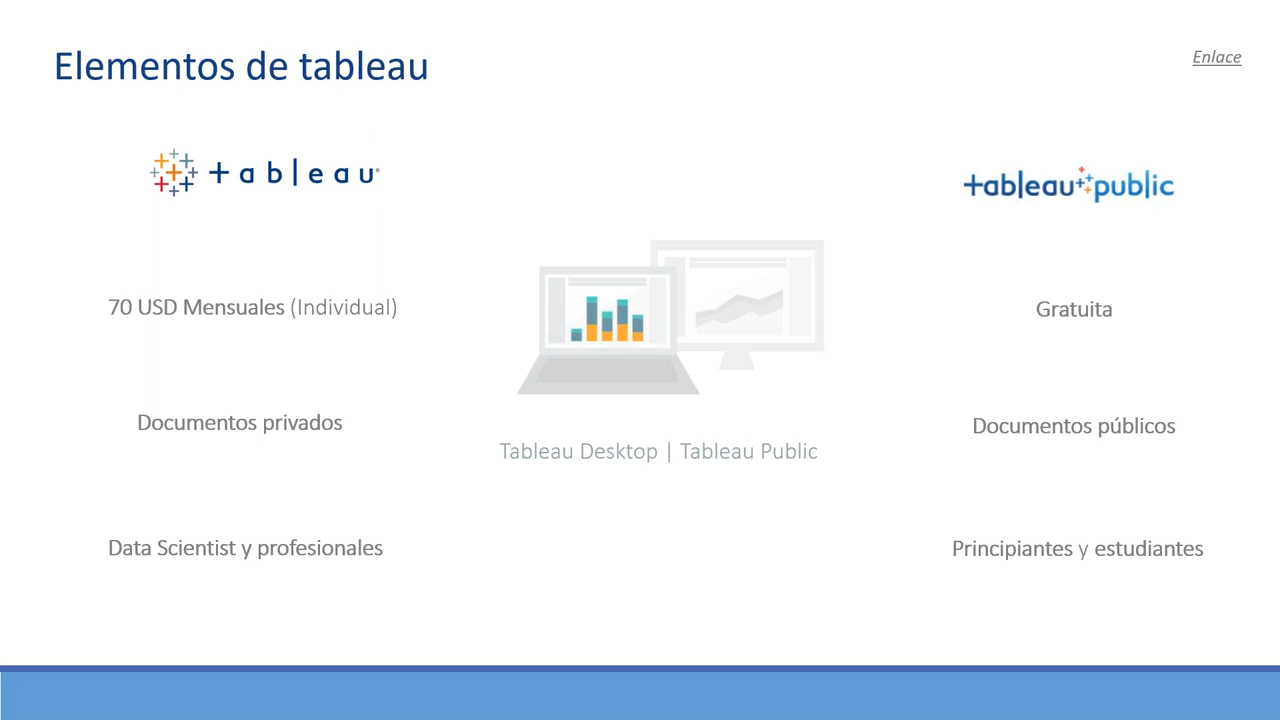 Elementos de tableau
Enlace
+ a b l e a u
+ableau public
70 USD Mensuales (Individual)
Gratuita
Documentos privados
Documentos públicos
Tableau Desktop | Tableau Public
Data Scientist y profesionales
Principiantes y estudiantes